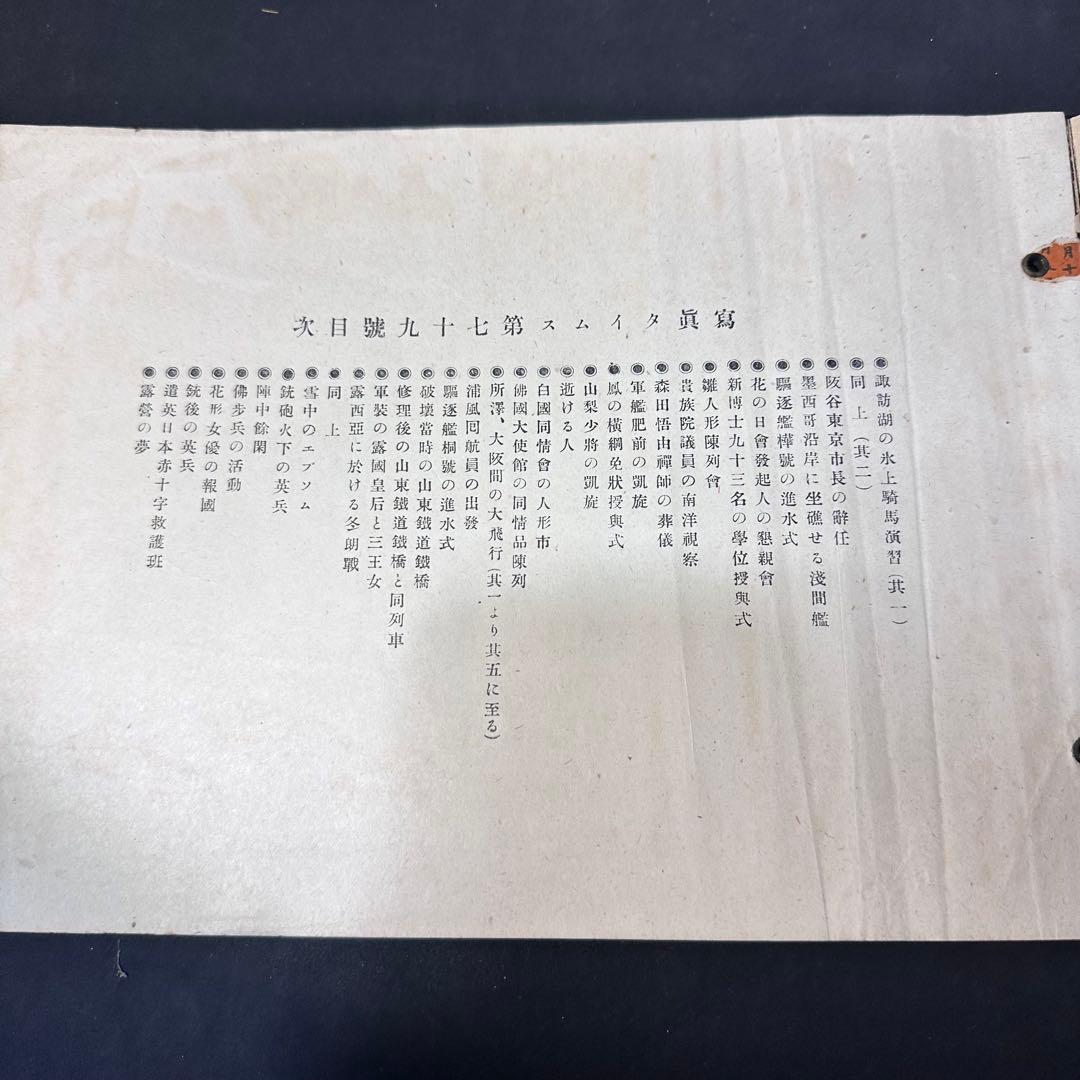 寫眞タイムス第七十九號目次
◉諏訪湖の氷上騎馬演習(其一)
◉同上(其二)
◉阪谷東京市長の辭任
◉墨西哥沿岸に坐礁せる淺間艦
◉驅逐艦樺號の進水式
◉花の日會發起人の懇親會
◉新博士九十三名の學位授與式
◉雛人形陳列會
◉貴族院議員の南洋視察
◉森田悟由禪師の葬儀
◉軍艦肥前の凱旋
◉鳳の橫綱免狀授與式
◉山梨少將の凱旋
◉逝ける人
◉白國同情會の人形市
◉佛國大使館の同情品陳列
◉所澤、大阪間の大飛行(其一より其五に至る)
◉浦風回航員の出發
◉驅逐艦桐號の進水式
◉破壞當時の山東鐵道鐵橋
◉修理後の山東鐵道鐵橋と同列車
◉軍裝の露國皇后と三王女
◉露西亞に於ける冬朗戰
◉同上
◉雪中のエプソム
◉銃砲火下の英兵
◉陣中餘閑
◉佛步兵の活動
◉花形女優の報國
◉銃後の英兵
◉遣英日本赤十字救護班
◉露營の夢
月十